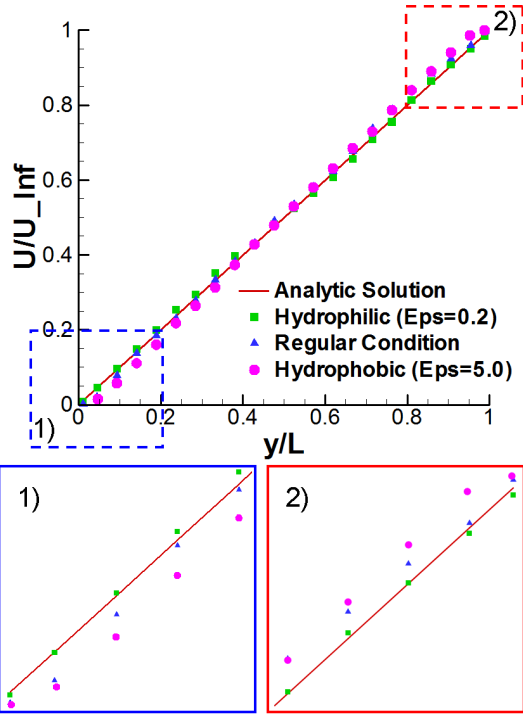 2)
1
0.8
0.6
0.4
0.2
0
U/U_Inf
Analytic Solution
Hydrophilic (Eps=0.2)
Regular Condition
Hydrophobic (Eps=5.0)
1)
0 0.2 0.4 0.6 0.8 1
y/L
1)
2)